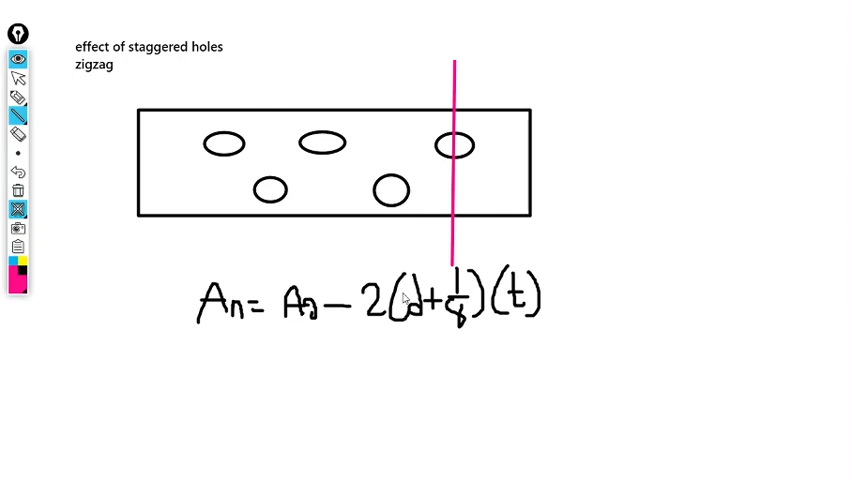 effect of staggered holes
zigzag
An = Ag - 2(d + 1/8)(t)